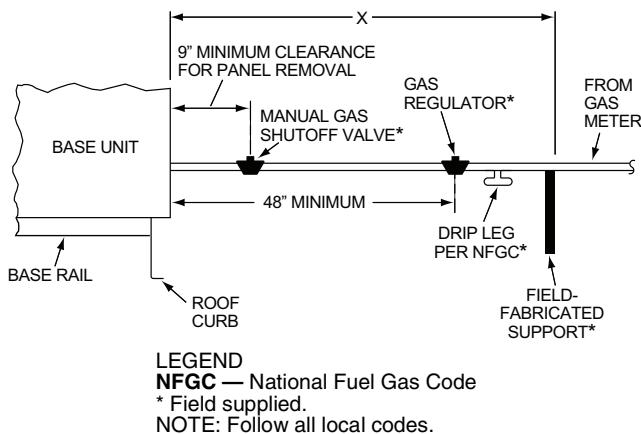 X
9” MINIMUM CLEARANCE
FOR PANEL REMOVAL
GAS
REGULATOR*
FROM
GAS
METER
MANUAL GAS
SHUTOFF VALVE*
BASE UNIT
48” MINIMUM
DRIP LEG
PER NFGC*
BASE RAIL
ROOF
CURB
FIELD-
FABRICATED
SUPPORT*
LEGEND
NFGC — National Fuel Gas Code
* Field supplied.
NOTE: Follow all local codes.